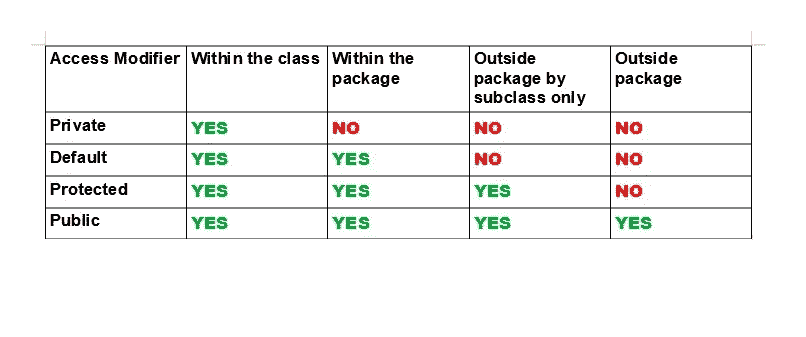 Access Modifier Within the class Within the package Outside package by subclass only Outside package
Private YES NO NO NO
Default YES YES NO NO
Protected YES YES YES NO
Public YES YES YES YES